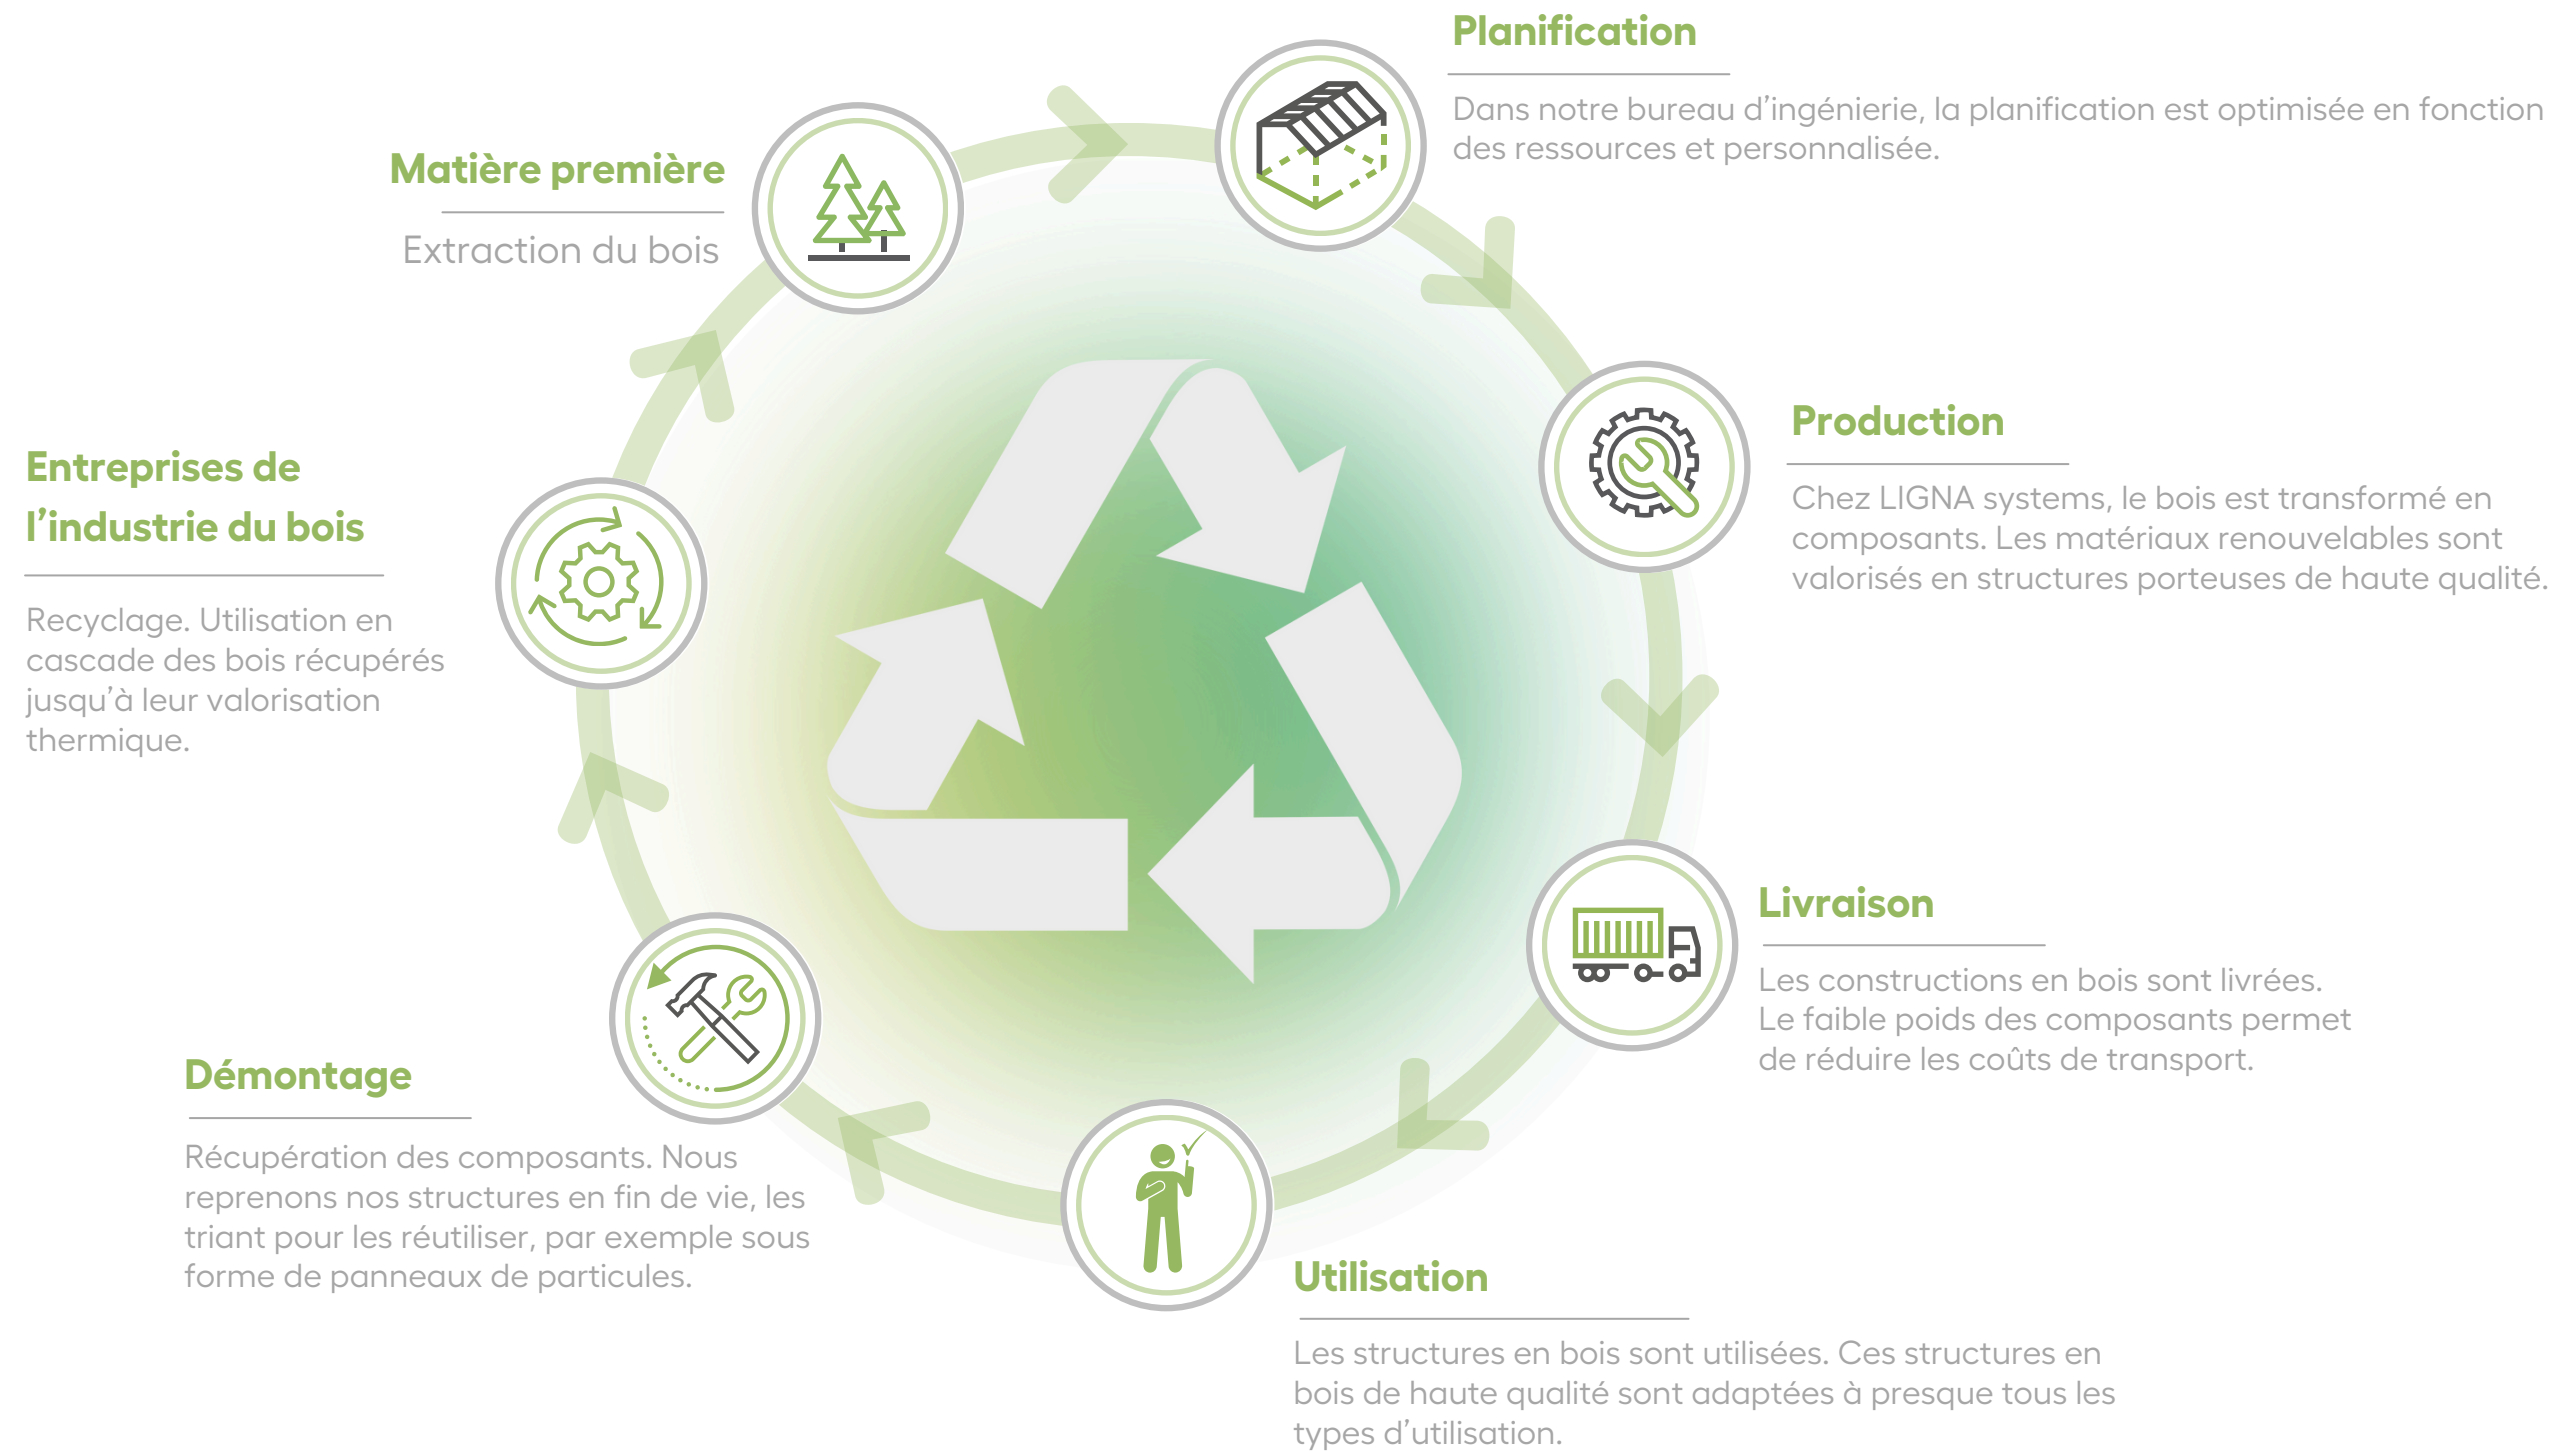 Planification
Dans notre bureau d'ingénierie, la planification est optimisée en fonction
des ressources et personnalisée.
Matière première
Extraction du bois
Production
Chez LIGNA systems, le bois est transformé en
composants. Les matériaux renouvelables sont
valorisés en structures porteuses de haute qualité.
Entreprises de
l'industrie du bois
Recyclage. Utilisation en
cascade des bois récupérés
jusqu'à leur valorisation
thermique.
Livraison
Les constructions en bois sont livrées.
Le faible poids des composants permet
de réduire les coûts de transport.
Démontage
Récupération des composants. Nous
reprenons nos structures en fin de vie, les
triant pour les réutiliser, par exemple sous
forme de panneaux de particules.
Utilisation
Les structures en bois sont utilisées. Ces structures en
bois de haute qualité sont adaptées à presque tous les
types d'utilisation.